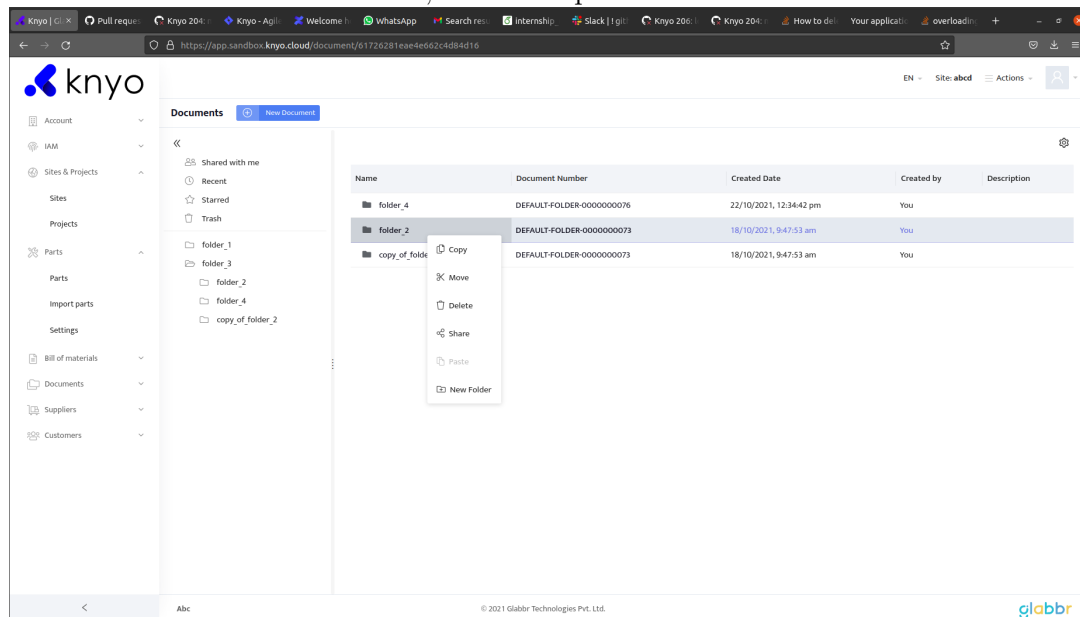 Knyo | Gl
Pull reques
Knyo 204: r
Knyo - Agil
Welcome h
WhatsApp
Search resu
internship_
Slack | ! git
Knyo 206: l
Knyo 204: r
How to del
Your applicatio
overloading
https://app.sandbox.knyo.cloud/document/61726281eae4e662c4d84d16
knyo
EN
Site: abcd
Actions
Account
IAM
Sites & Projects
Sites
Projects
Parts
Parts
Import parts
Settings
Bill of materials
Documents
Suppliers
Customers
Documents
New Document
Shared with me
Recent
Starred
Trash
folder_1
folder_3
folder_2
folder_4
copy_of_folder_2
Name Document Number Created Date Created by Description
folder_4 DEFAULT-FOLDER-0000000076 22/10/2021, 12:34:42 pm You
folder_2 DEFAULT-FOLDER-0000000073 18/10/2021, 9:47:53 am You
copy_of_folde DEFAULT-FOLDER-0000000073 18/10/2021, 9:47:53 am You
Copy
Move
Delete
Share
Paste
New Folder
Abc
© 2021 Glabbr Technologies Pvt. Ltd.
glabbr